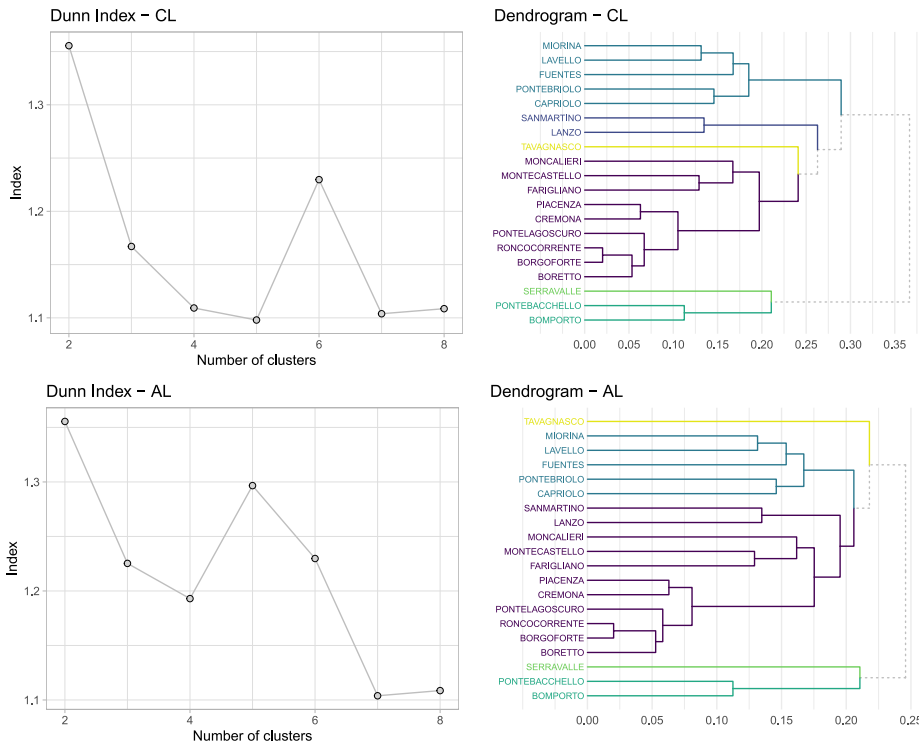 Dunn Index – CL
Index
1.3
1.2
1.1
2
3
4
5
6
7
8
Number of clusters
Dendrogram – CL
MIORINA
LAVELLO
FUENTES
PONTEBRIOLO
CAPRIOLO
SANMARTINO
LANZO
TAVAGNASCO
MONCALIERI
MONTECASTELLO
FARIGLIANO
PIACENZA
CREMONA
PONTELAGOSCURO
RONCOCORRENTE
BORGOFORTE
BORETTO
SERRAVALLE
PONTEBACCHELLO
BOMPORTO
0.00 0.05 0.10 0.15 0.20 0.25 0.30 0.35
Dunn Index – AL
Index
1.3
1.2
1.1
2
4
6
8
Number of clusters
Dendrogram – AL
TAVAGNASCO
MIORINA
LAVELLO
FUENTES
PONTEBRIOLO
CAPRIOLO
SANMARTINO
LANZO
MONCALIERI
MONTECASTELLO
FARIGLIANO
PIACENZA
CREMONA
PONTELAGOSCURO
RONCOCORRENTE
BORGOFORTE
BORETTO
SERRAVALLE
PONTEBACCHELLO
BOMPORTO
0.00 0.05 0.10 0.15 0.20 0.25